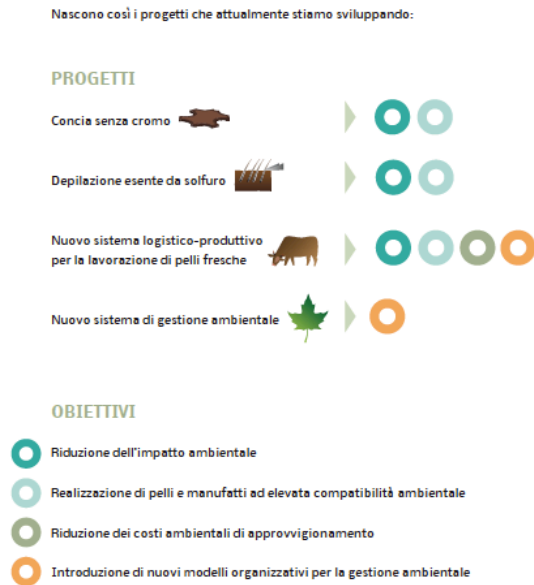 Nascono così i progetti che attualmente stiamo sviluppando:
PROGETTI
Concia senza cromo
Depilazione esente da solfuro
Nuovo sistema logistico-produttivo
per la lavorazione di pelli fresche
Nuovo sistema di gestione ambientale
OBIETTIVI
Riduzione dell'impatto ambientale
Realizzazione di pelli e manufatti ad elevata compatibilità ambientale
Riduzione dei costi ambientali di approvvigionamento
Introduzione di nuovi modelli organizzativi per la gestione ambientale